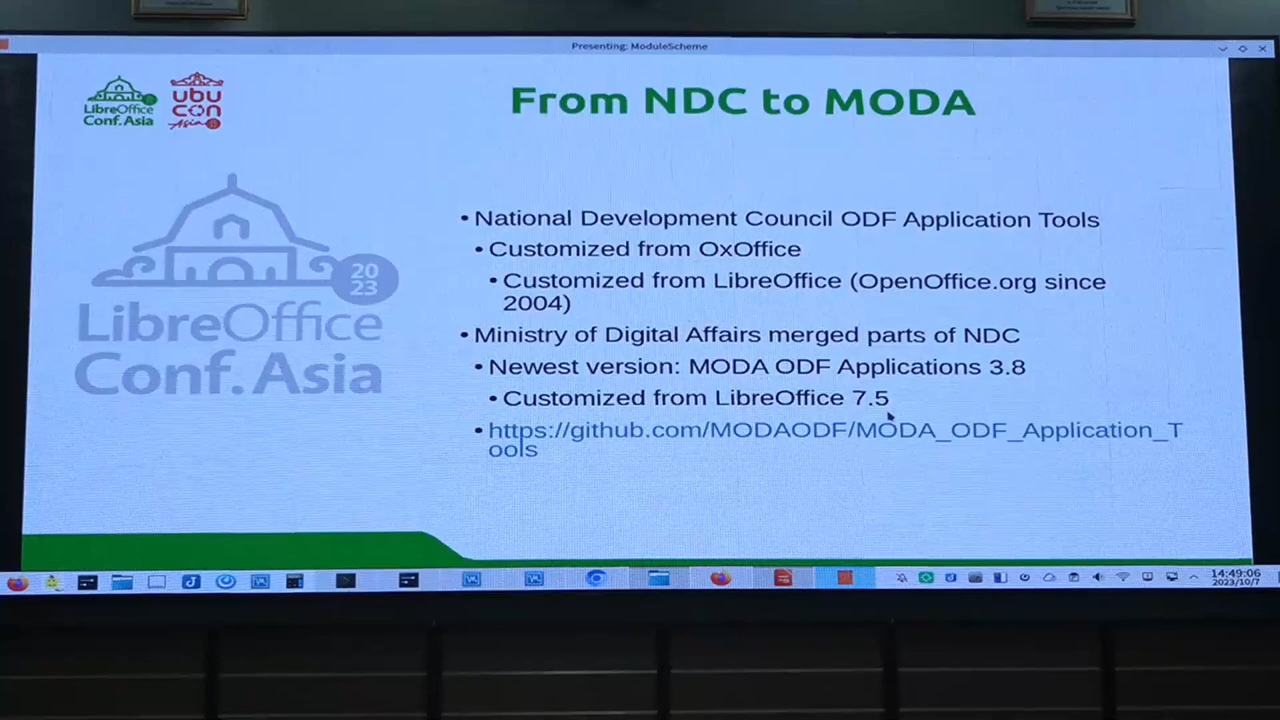 Presenting: ModuleScheme
LibreOffice
Conf.Asia
ubu
con
Asia
From NDC to MODA
2023
LibreOffice
Conf.Asia
• National Development Council ODF Application Tools
• Customized from OxOffice
• Customized from LibreOffice (OpenOffice.org since
2004)
• Ministry of Digital Affairs merged parts of NDC
• Newest version: MODA ODF Applications 3.8
• Customized from LibreOffice 7.5
• https://github.com/MODAODF/MODA_ODF_Application_T
ools
14:49:06
2023/10/7